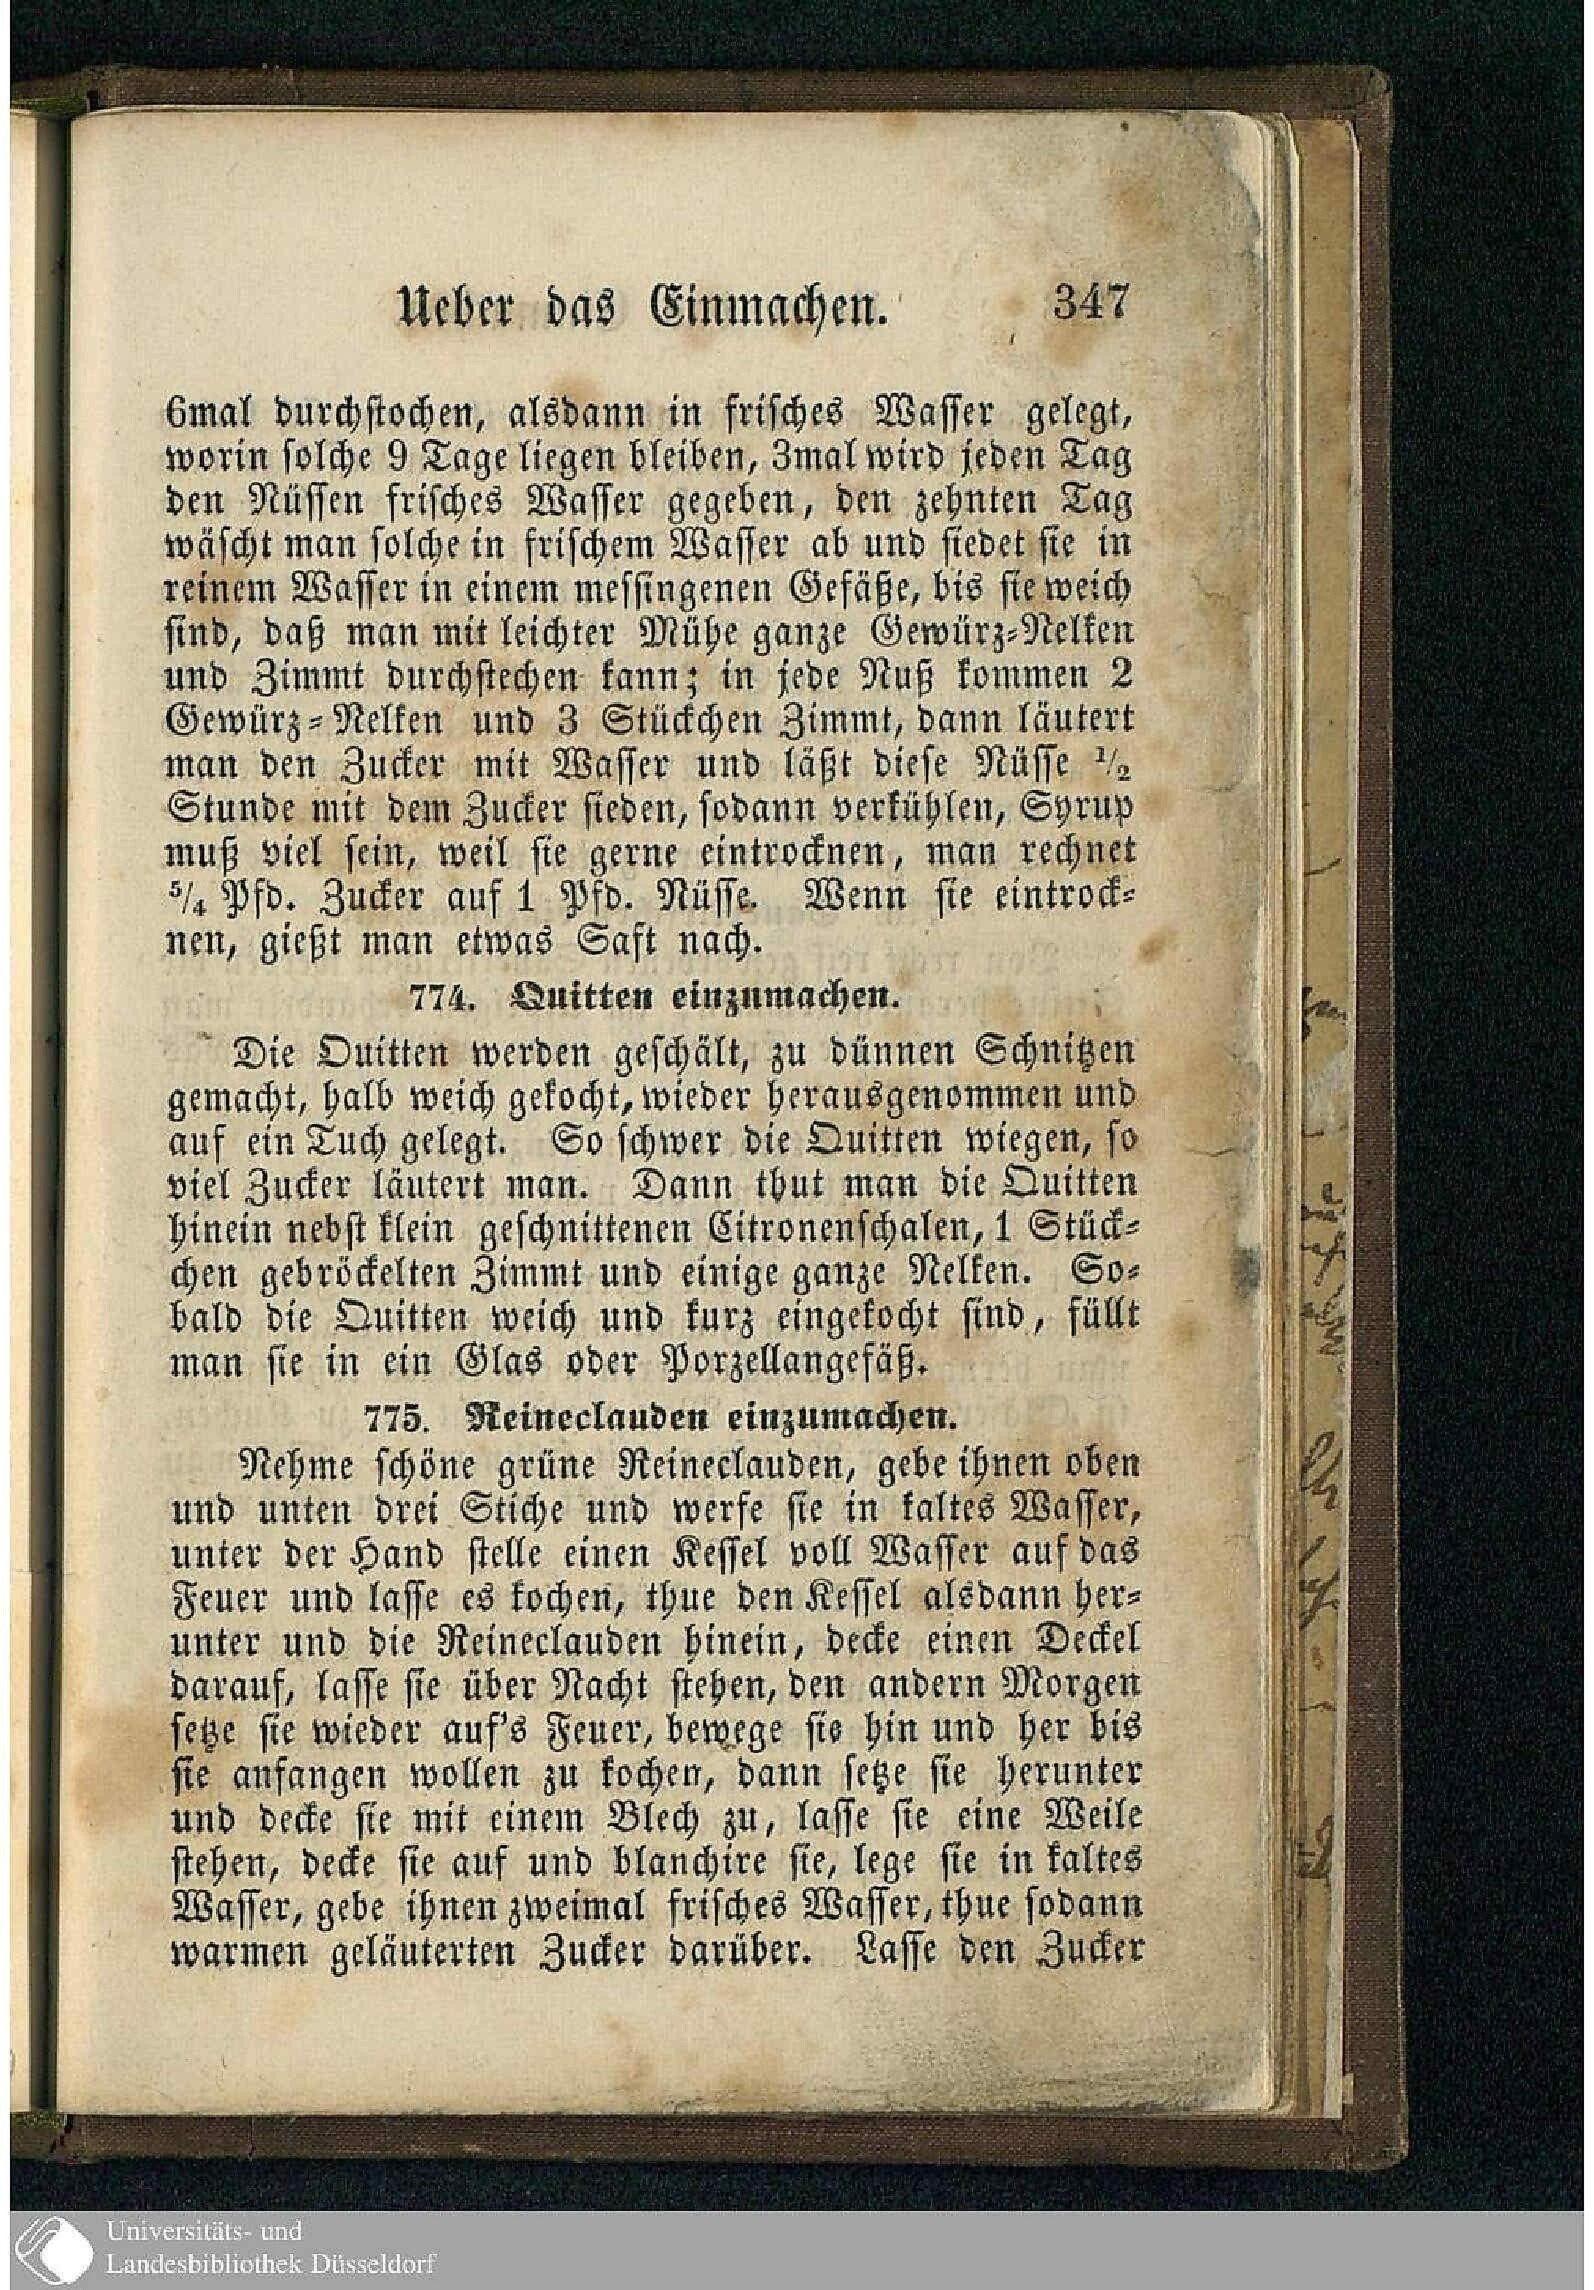 Ueber das Einmachen. 347
6mal durchstochen, alsdann in frisches Wasser gelegt,
worin solche 9 Tage liegen bleiben, 3mal wird jeden Tag
den Nüssen frisches Wasser gegeben, den zehnten Tag
wäscht man solche in frischem Wasser ab und siedet sie in
reinem Wasser in einem messingenen Gefäße, bis sie weich
sind, daß man mit leichter Mühe ganze Gewürz-Nelken
und Zimmt durchstechen kann; in jede Nuß kommen 2
Gewürz-Nelken und 3 Stückchen Zimmt, dann läutert
man den Zucker mit Wasser und läßt diese Nüsse 1/2
Stunde mit dem Zucker sieden, sodann verkühlen, Syrup
muß viel sein, weil sie gerne eintrocknen, man rechnet
5/4 Pfd. Zucker auf 1 Pfd. Nüsse. Wenn sie eintrock-
nen, gießt man etwas Saft nach.
774. Quitten einzumachen.
Die Quitten werden geschält, zu dünnen Schnitzen
gemacht, halb weich gekocht, wieder herausgenommen und
auf ein Tuch gelegt. So schwer die Quitten wiegen, so
viel Zucker läutert man. Dann thut man die Quitten
hinein nebst klein geschnittenen Citronenschalen, 1 Stück-
chen gebröckelten Zimmt und einige ganze Nelken. So-
bald die Quitten weich und kurz eingekocht sind, füllt
man sie in ein Glas oder Porzellangefäß.
775. Reineclauden einzumachen.
Nehme schöne grüne Reineclauden, gebe ihnen oben
und unten drei Stiche und werfe sie in kaltes Wasser,
unter der Hand stelle einen Kessel voll Wasser auf das
Feuer und lasse es kochen, thue den Kessel alsdann her-
unter und die Reineclauden hinein, decke einen Deckel
darauf, lasse sie über Nacht stehen, den andern Morgen
setze sie wieder auf's Feuer, bewege sie hin und her bis
sie anfangen wollen zu kochen, dann setze sie herunter
und decke sie mit einem Blech zu, lasse sie eine Weile
stehen, decke sie auf und blanchire sie, lege sie in kaltes
Wasser, gebe ihnen zweimal frisches Wasser, thue sodann
warmen geläuterten Zucker darüber. Lasse den Zucker
Universitäts- und
Landesbibliothek Düsseldorf